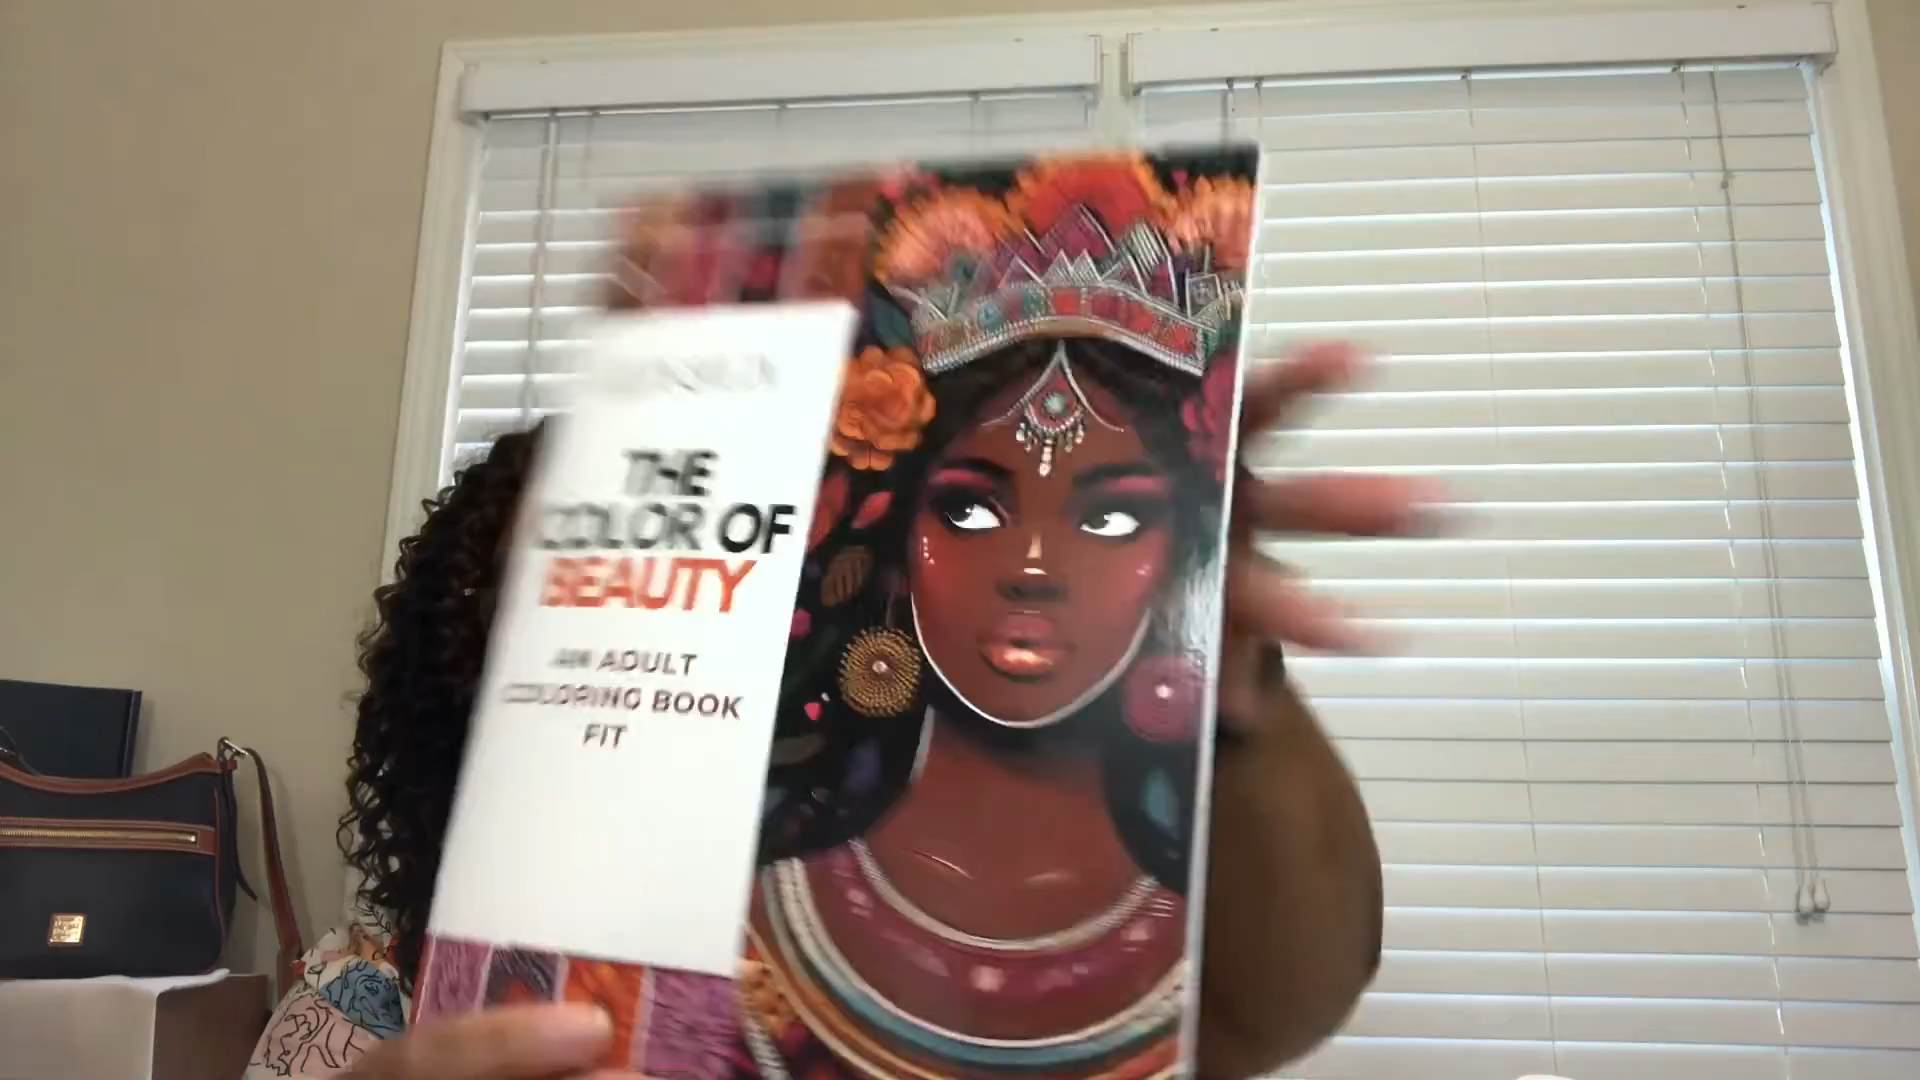 THE
COLOR OF
BEAUTY
AN ADULT
COLORING BOOK
FIT